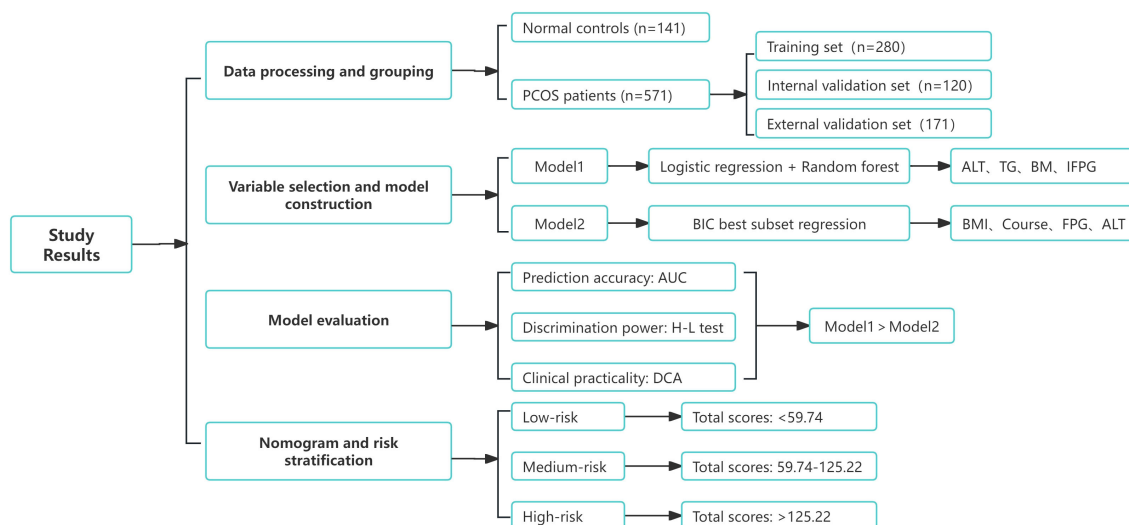 Study
Results
Data processing and grouping
Normal controls (n=141)
PCOS patients (n=571)
Training set（n=280）
Internal validation set（n=120）
External validation set（171）
Variable selection and model
construction
Model1
Logistic regression + Random forest
ALT、TG、BM、IFPG
Model2
BIC best subset regression
BMI、Course、FPG、ALT
Model evaluation
Prediction accuracy: AUC
Discrimination power: H-L test
Clinical practicality: DCA
Model1＞Model2
Nomogram and risk
stratification
Low-risk
Total scores: <59.74
Medium-risk
Total scores: 59.74-125.22
High-risk
Total scores: >125.22